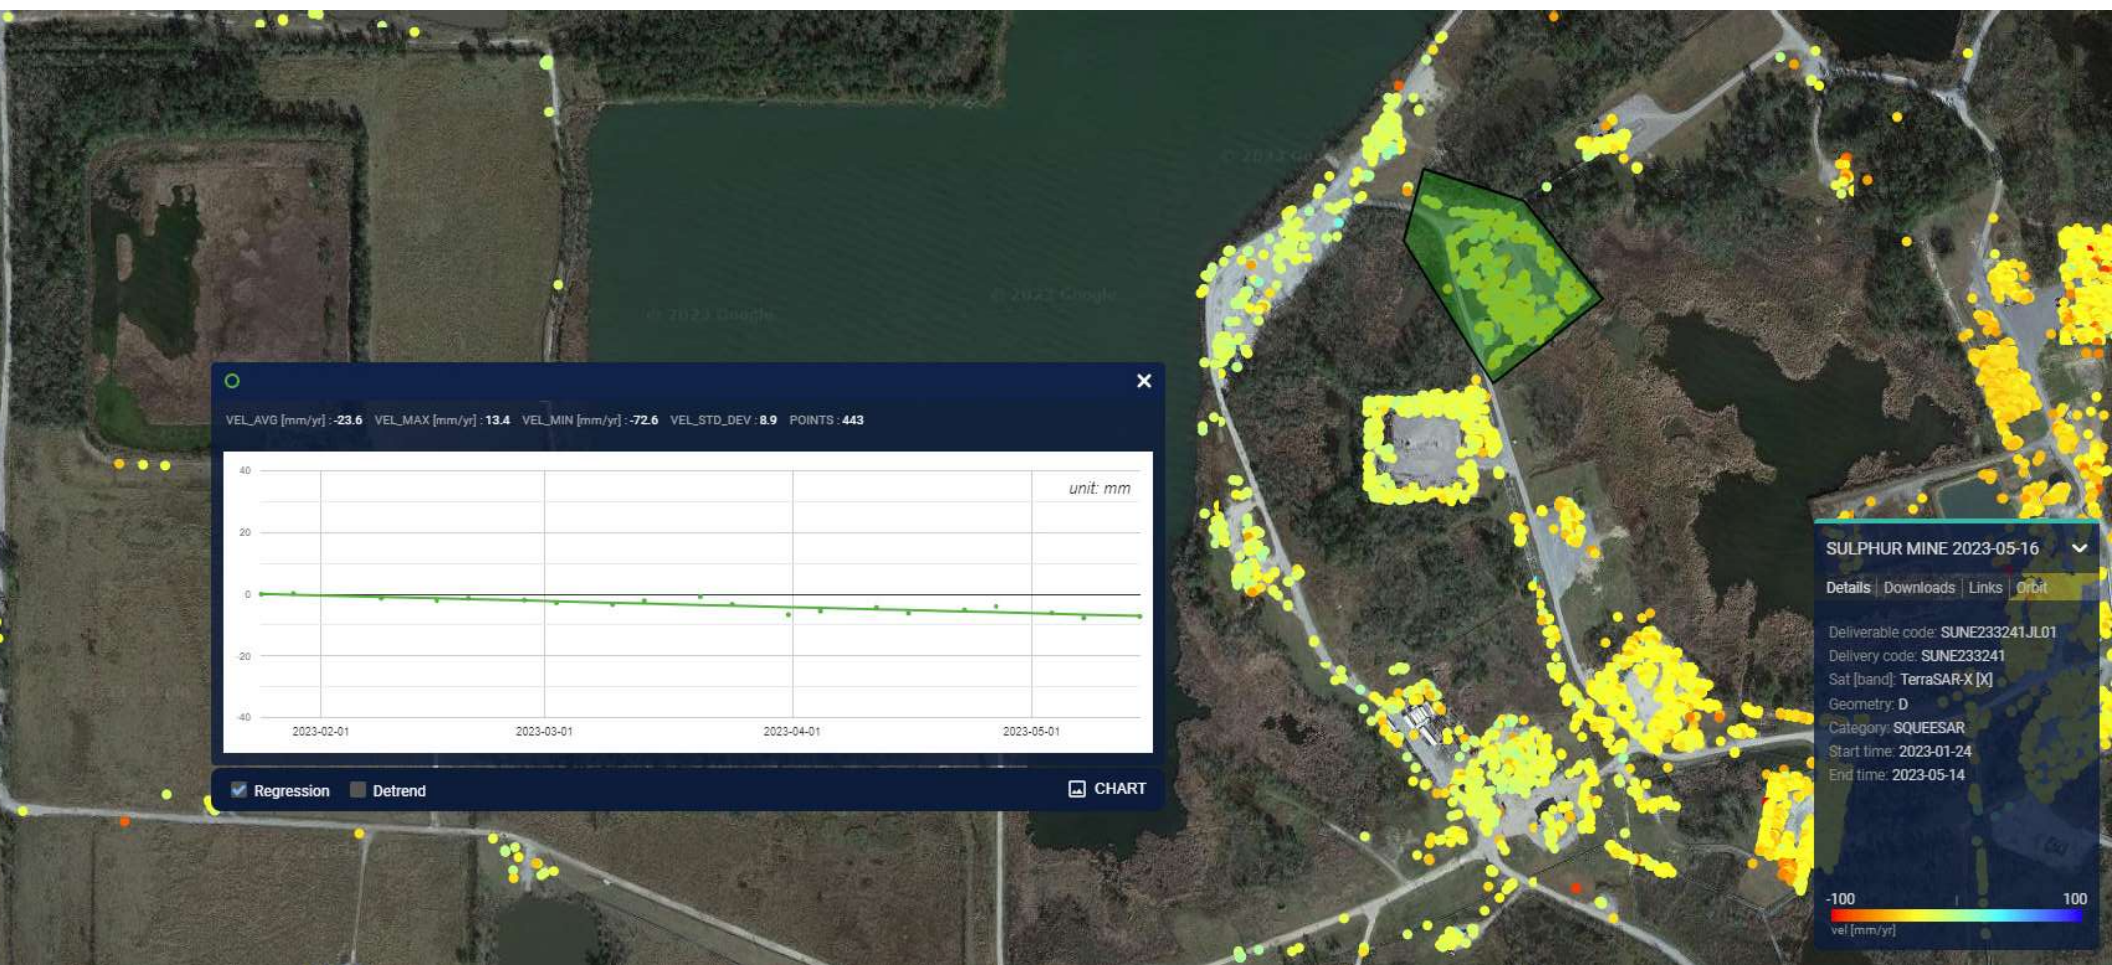 © 2023 Go
© 2023 Google
© 2023 Google
VEL_AVG [mm/yr] : -23.6 VEL_MAX [mm/yr] : 13.4 VEL_MIN [mm/yr] : -72.6 VEL_STD_DEV : 8.9 POINTS : 443
unit: mm
40
20
0
-20
-40
2023-02-01 2023-03-01 2023-04-01 2023-05-01
Regression Detrend CHART
SULPHUR MINE 2023-05-16
Details Downloads Links Orbit
Deliverable code: SUNE233241JL01
Delivery code: SUNE233241
Sat [band]: TerraSAR-X [X]
Geometry: D
Category: SQUEESAR
Start time: 2023-01-24
End time: 2023-05-14
-100 100
vel [mm/yr]